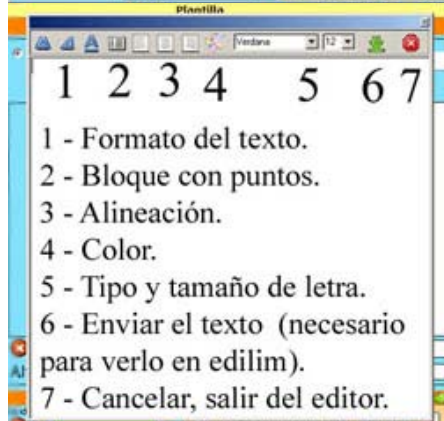 Plantilla
Verdana 12
1 2 3 4 5 6 7
1 - Formato del texto.
2 - Bloque con puntos.
3 - Alineación.
4 - Color.
5 - Tipo y tamaño de letra.
6 - Enviar el texto (necesario
para verlo en edilim).
7 - Cancelar, salir del editor.